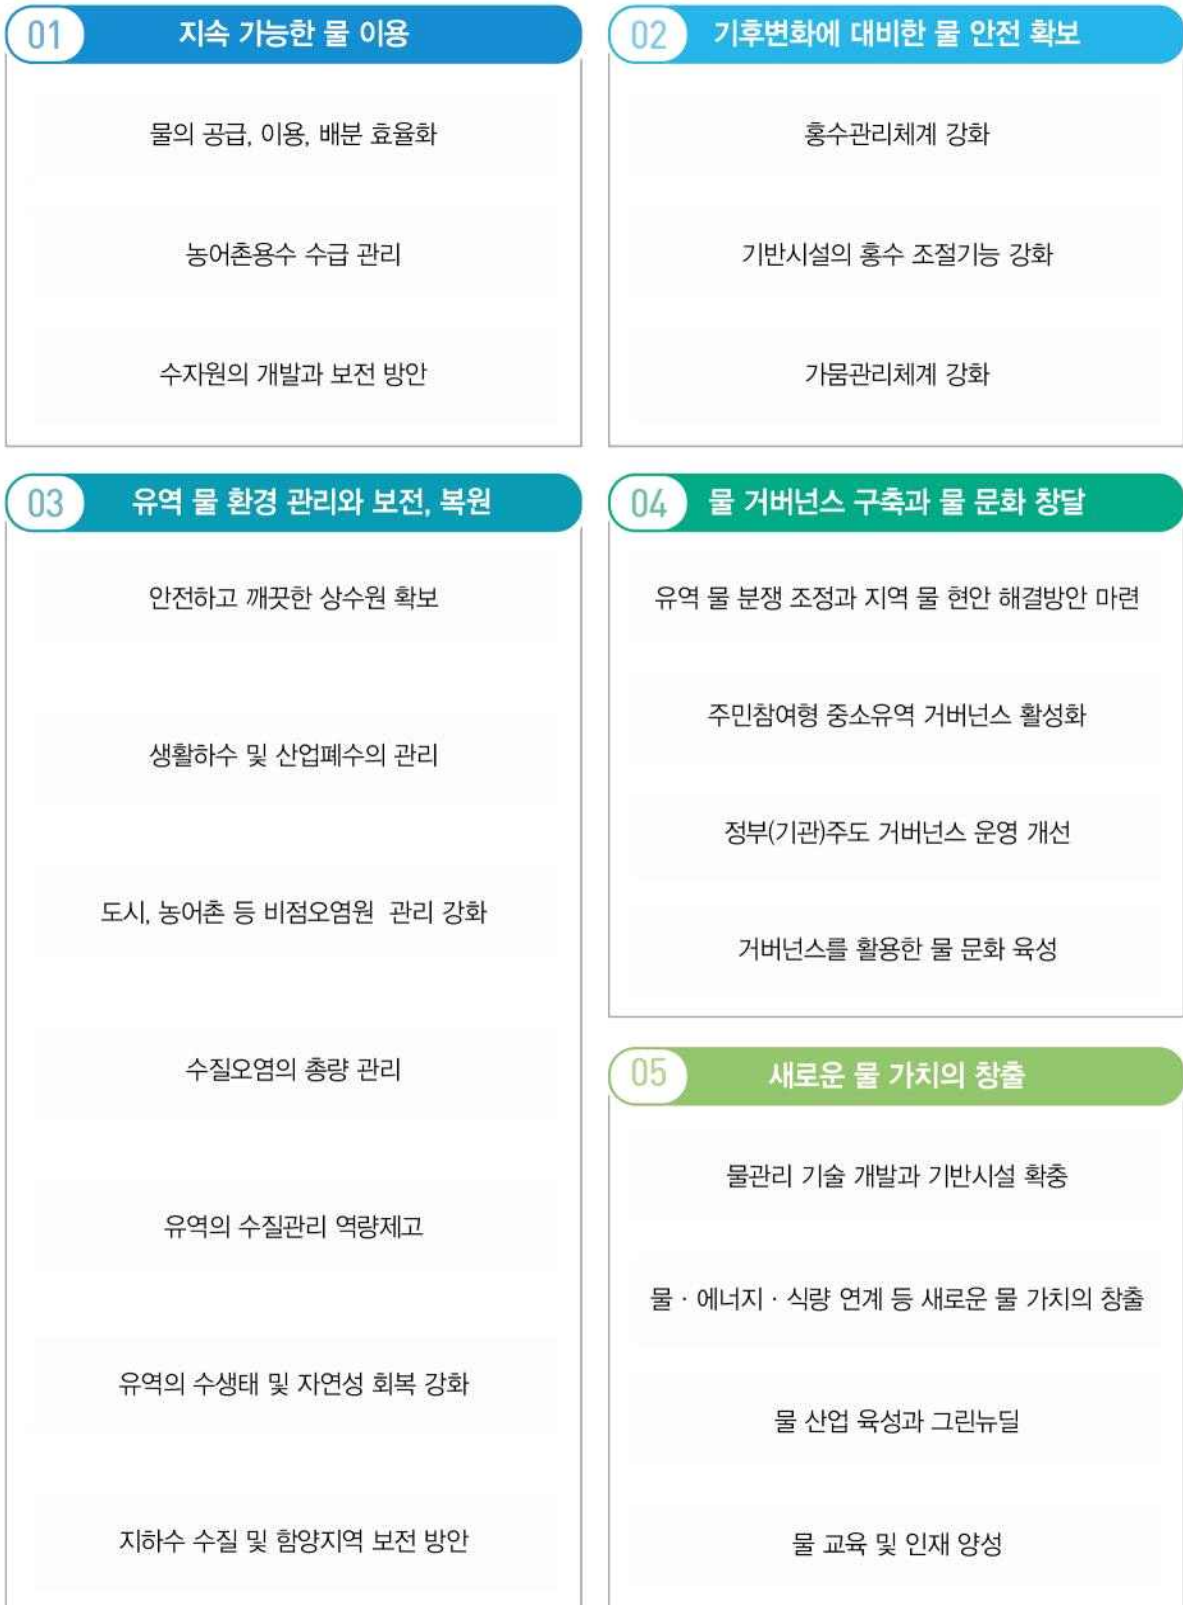 01 지속 가능한 물 이용
물의 공급, 이용, 배분 효율화
농어촌용수 수급 관리
수자원의 개발과 보전 방안
02 기후변화에 대비한 물 안전 확보
홍수관리체계 강화
기반시설의 홍수 조절기능 강화
가뭄관리체계 강화
03 유역 물 환경 관리와 보전, 복원
안전하고 깨끗한 상수원 확보
생활하수 및 산업폐수의 관리
도시, 농어촌 등 비점오염원 관리 강화
수질오염의 총량 관리
유역의 수질관리 역량제고
유역의 수생태 및 자연성 회복 강화
지하수 수질 및 함양지역 보전 방안
04 물 거버넌스 구축과 물 문화 창달
유역 물 분쟁 조정과 지역 물 현안 해결방안 마련
주민참여형 중소유역 거버넌스 활성화
정부(기관)주도 거버넌스 운영 개선
거버넌스를 활용한 물 문화 육성
05 새로운 물 가치의 창출
물관리 기술 개발과 기반시설 확충
물 · 에너지 · 식량 연계 등 새로운 물 가치의 창출
물 산업 육성과 그린뉴딜
물 교육 및 인재 양성